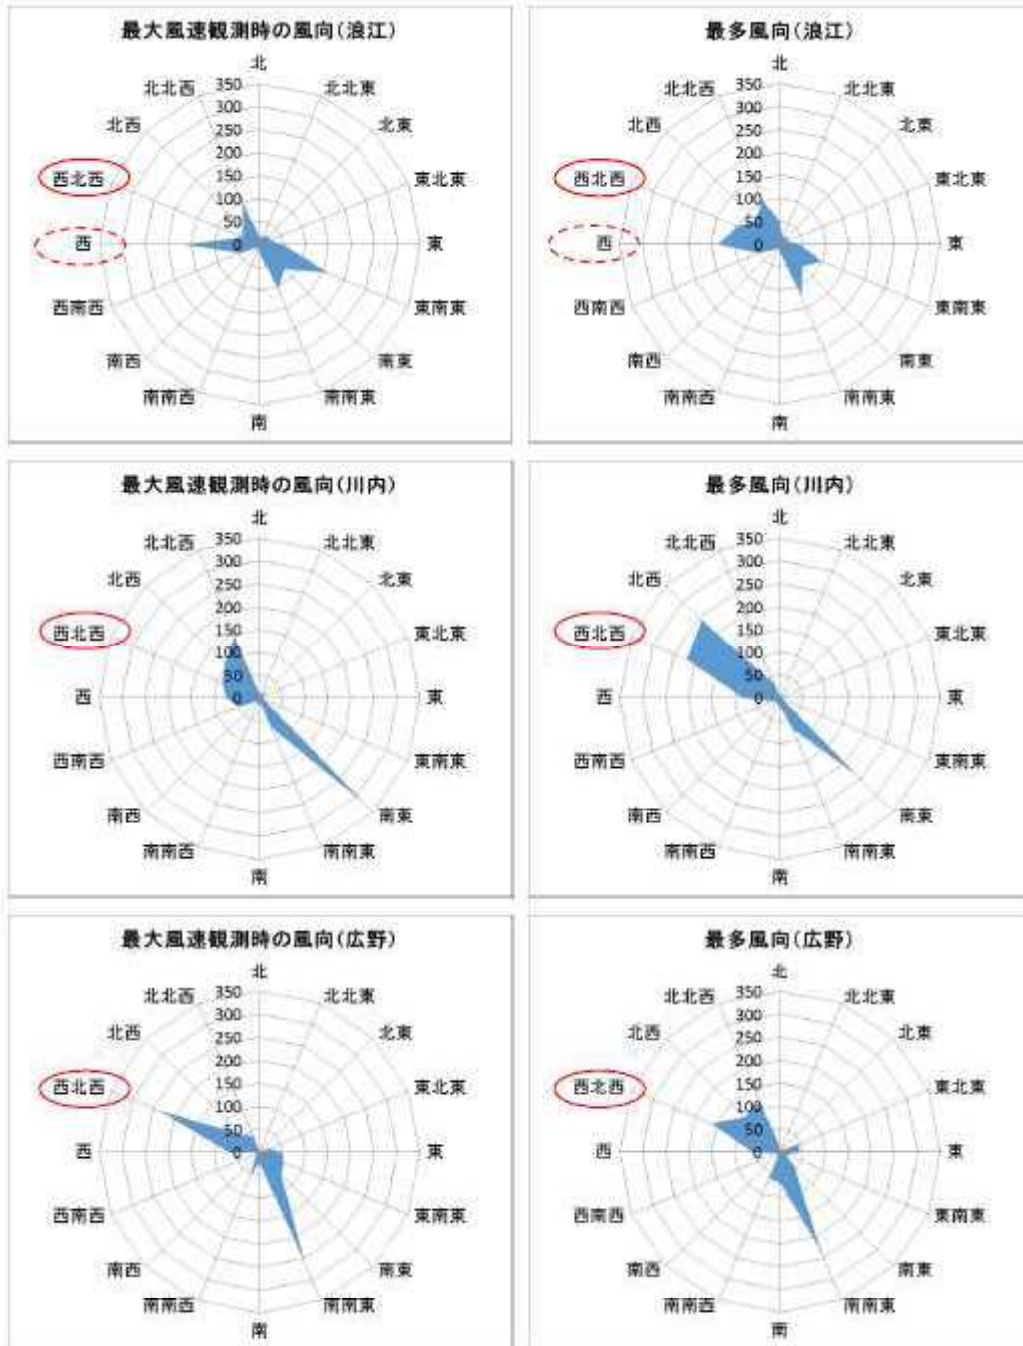 最大風速観測時の風向(浪江)
北
北北東
北東
東北東
東
東南東
南東
南南東
南
南南西
南西
西南西
西
西北西
北西
北北西
350
300
250
200
150
100
50
0
最多風向(浪江)
北
北北東
北東
東北東
東
東南東
南東
南南東
南
南南西
南西
西南西
西
西北西
北西
北北西
350
300
250
200
150
100
50
0
最大風速観測時の風向(川内)
北
北北東
北東
東北東
東
東南東
南東
南南東
南
南南西
南西
西南西
西
西北西
北西
北北西
350
300
250
200
150
100
50
0
最多風向(川内)
北
北北東
北東
東北東
東
東南東
南東
南南東
南
南南西
南西
西南西
西
西北西
北西
北北西
350
300
250
200
150
100
50
0
最大風速観測時の風向(広野)
北
北北東
北東
東北東
東
東南東
南東
南南東
南
南南西
南西
西南西
西
西北西
北西
北北西
350
300
250
200
150
100
50
0
最多風向(広野)
北
北北東
北東
東北東
東
東南東
南東
南南東
南
南南西
南西
西南西
西
西北西
北西
北北西
350
300
250
200
150
100
50
0